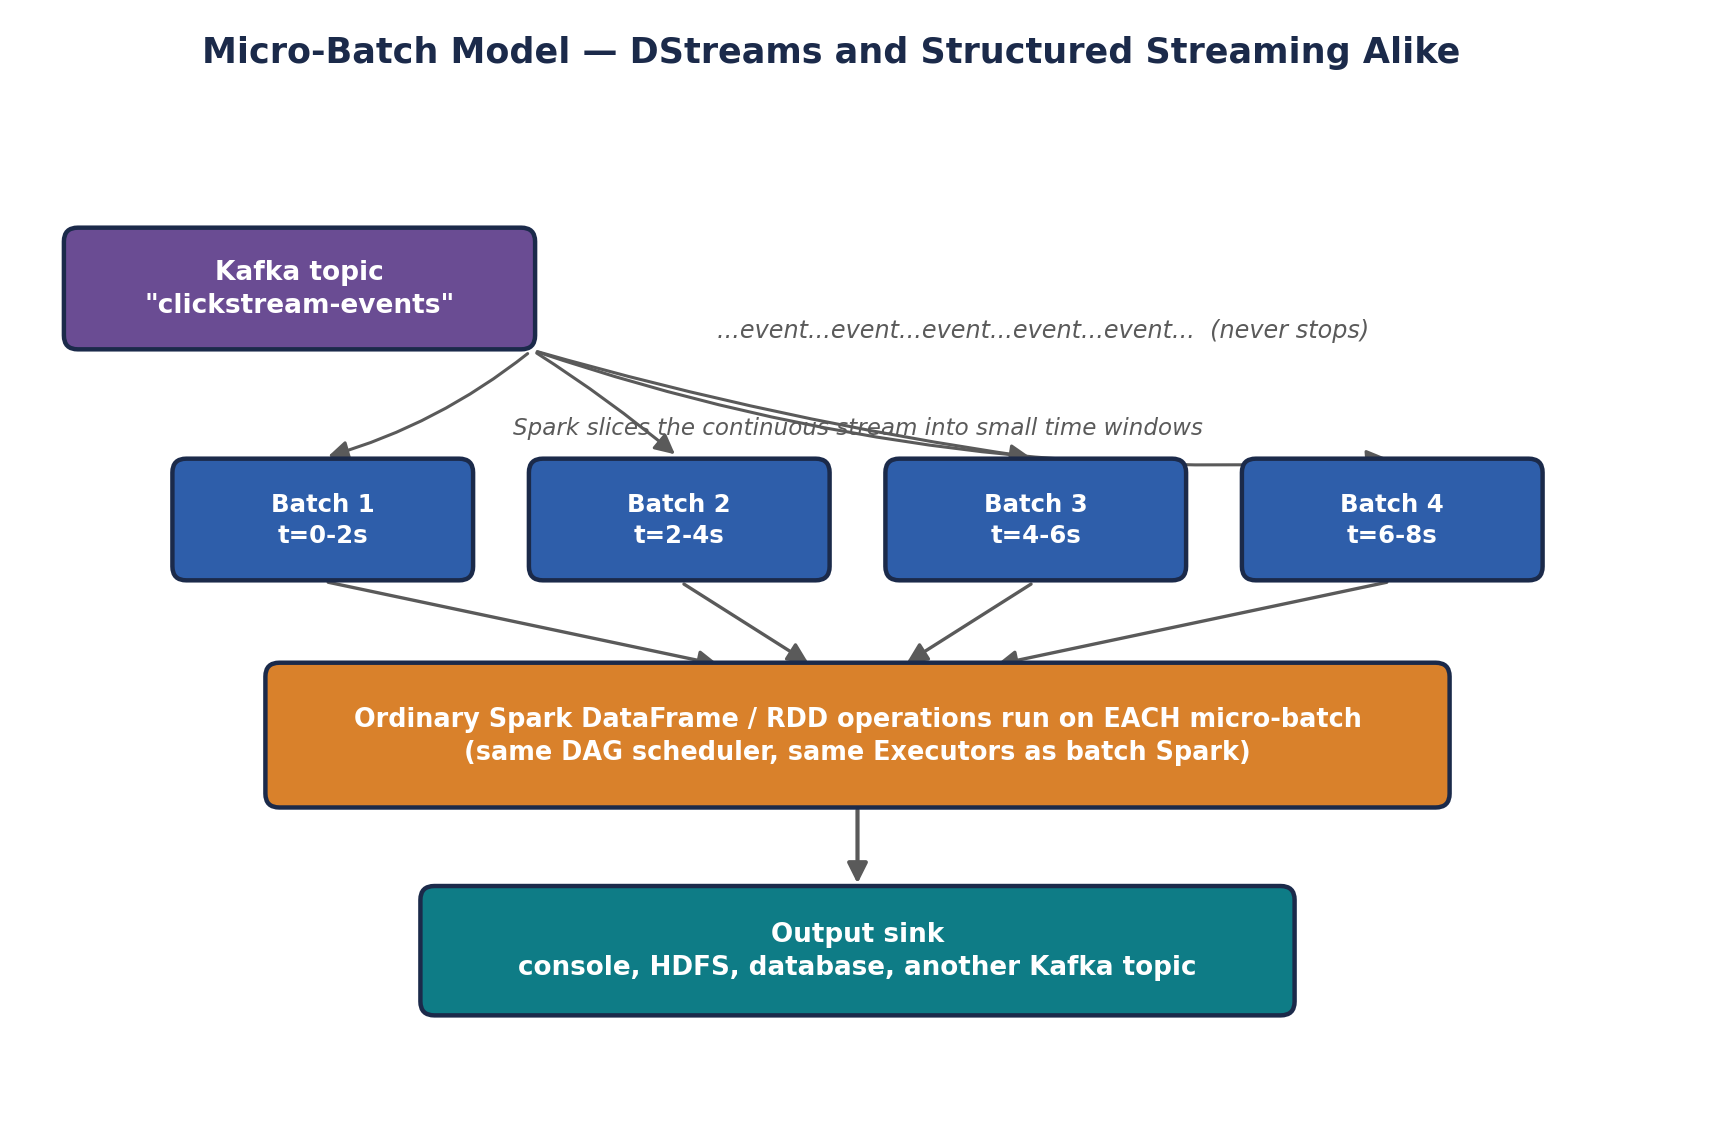 Micro-Batch Model — DStreams and Structured Streaming Alike
Kafka topic
"clickstream-events"
...event...event...event...event...event...  (never stops)
Spark slices the continuous stream into small time windows
Batch 1
t=0-2s
Batch 2
t=2-4s
Batch 3
t=4-6s
Batch 4
t=6-8s
Ordinary Spark DataFrame / RDD operations run on EACH micro-batch
(same DAG scheduler, same Executors as batch Spark)
Output sink
console, HDFS, database, another Kafka topic